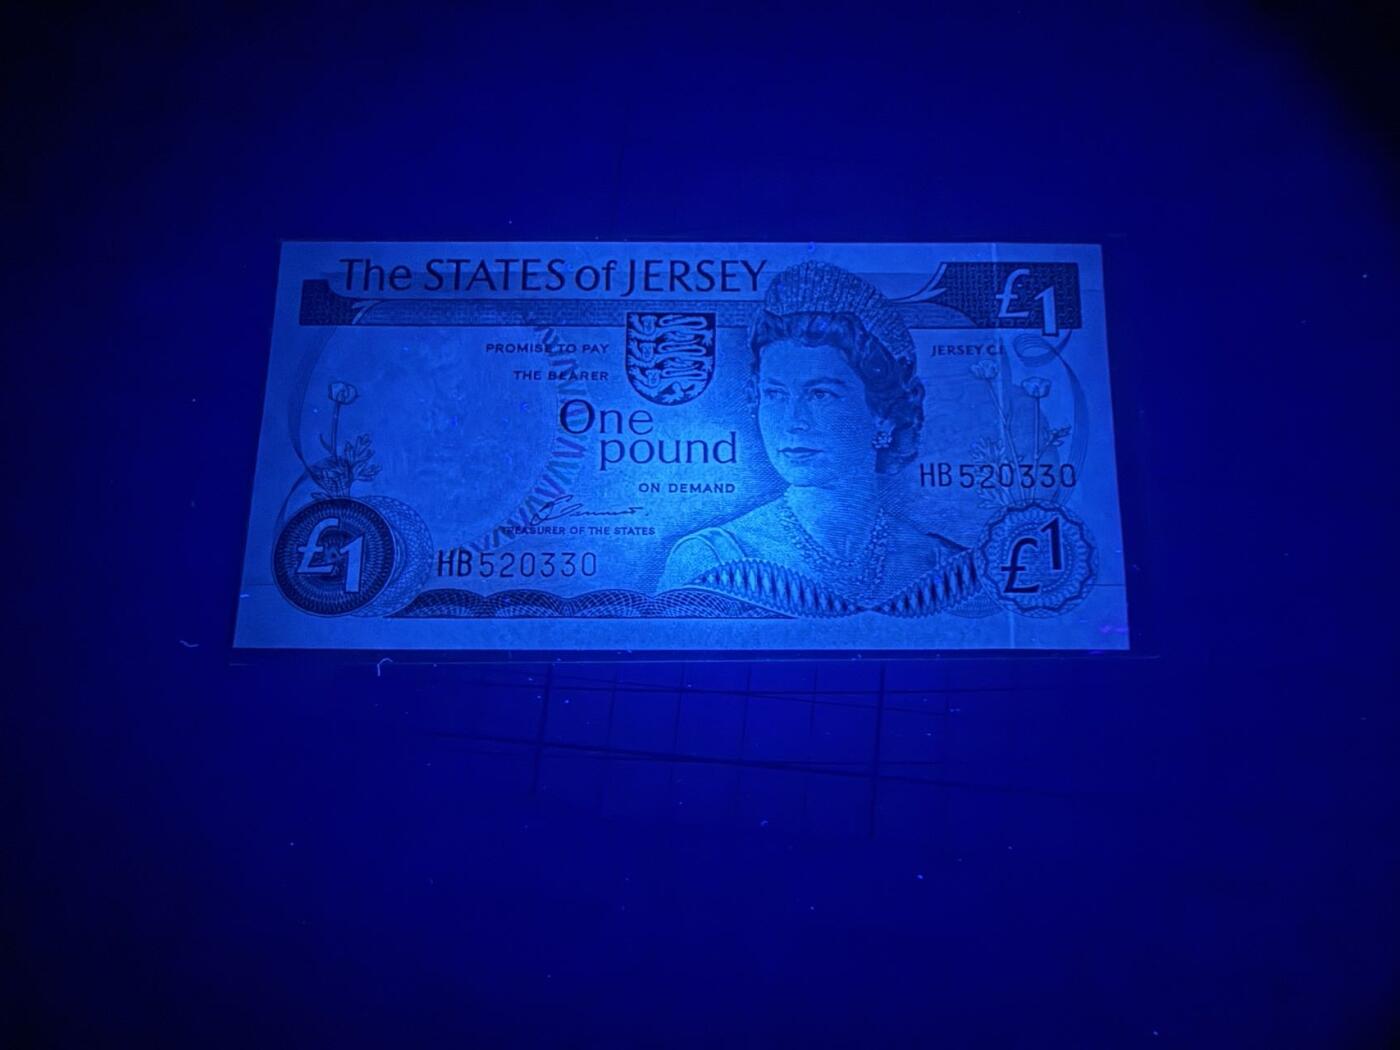 The STATES of JERSEY
£1
PROMISE TO PAY
THE BEARER
JERSEY C.I.
One
pound
HB 520330
ON DEMAND
TREASURER OF THE STATES
£1
HB 520330
£1